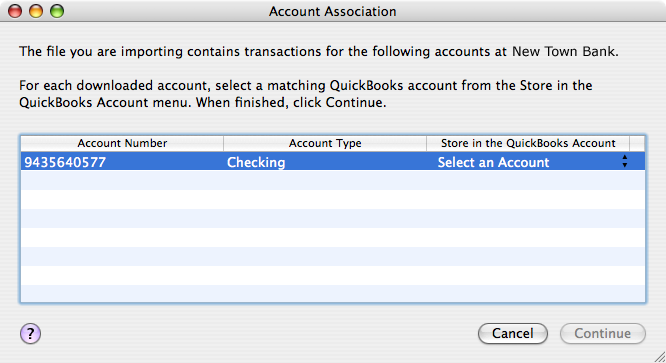 Account Association
The file you are importing contains transactions for the following accounts at New Town Bank.
For each downloaded account, select a matching QuickBooks account from the Store in the
QuickBooks Account menu. When finished, click Continue.
Account Number Account Type Store in the QuickBooks Account
9435640577 Checking Select an Account
? Cancel Continue